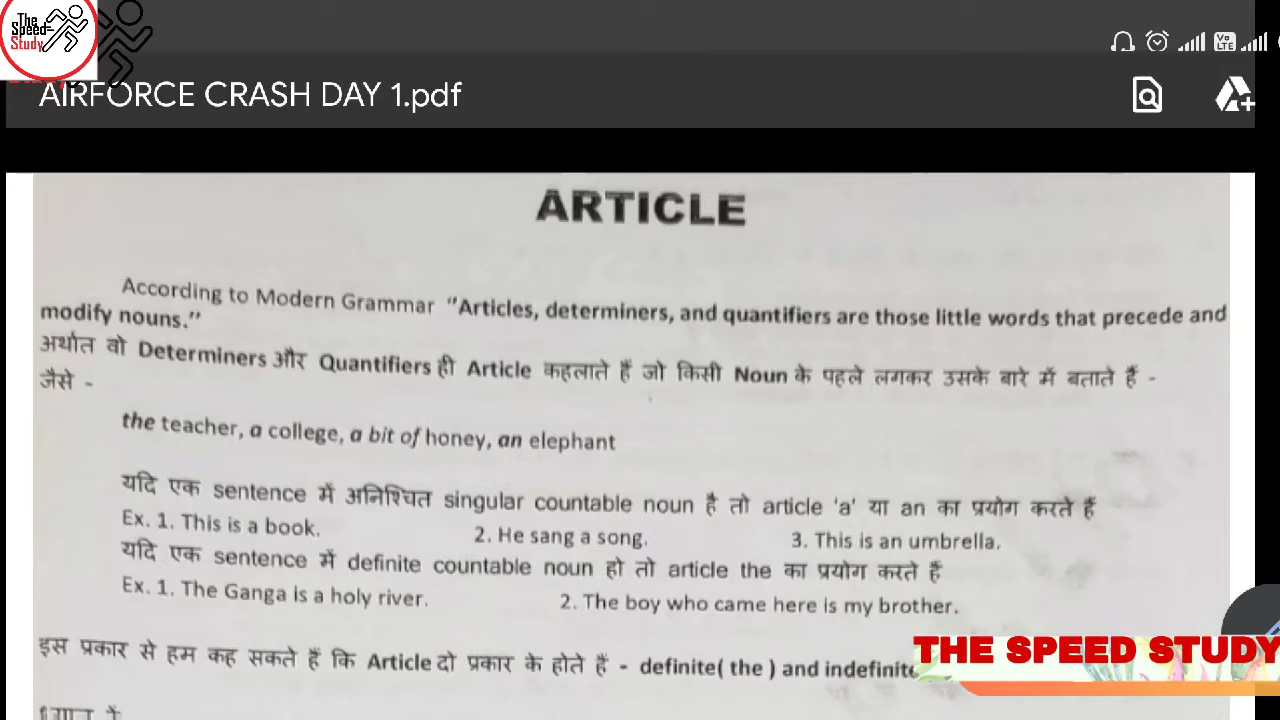 The
Speed
Study
Vo
LTE
AIRFORCE CRASH DAY 1.pdf
ARTICLE
According to Modern Grammar "Articles, determiners, and quantifiers are those little words that precede and
modify nouns."
अर्थात वो Determiners और Quantifiers ही Article कहलाते हैं जो किसी Noun के पहले लगकर उसके बारे में बताते हैं -
जैसे -
the teacher, a college, a bit of honey, an elephant
यदि एक sentence में अनिश्चित singular countable noun है तो article 'a' या an का प्रयोग करते हैं
Ex. 1. This is a book. 2. He sang a song. 3. This is an umbrella.
यदि एक sentence में definite countable noun हो तो article the का प्रयोग करते हैं
Ex. 1. The Ganga is a holy river. 2. The boy who came here is my brother.
इस प्रकार से हम कह सकते हैं कि Article दो प्रकार के होते हैं - definite( the ) and indefinite
THE SPEED STUDY